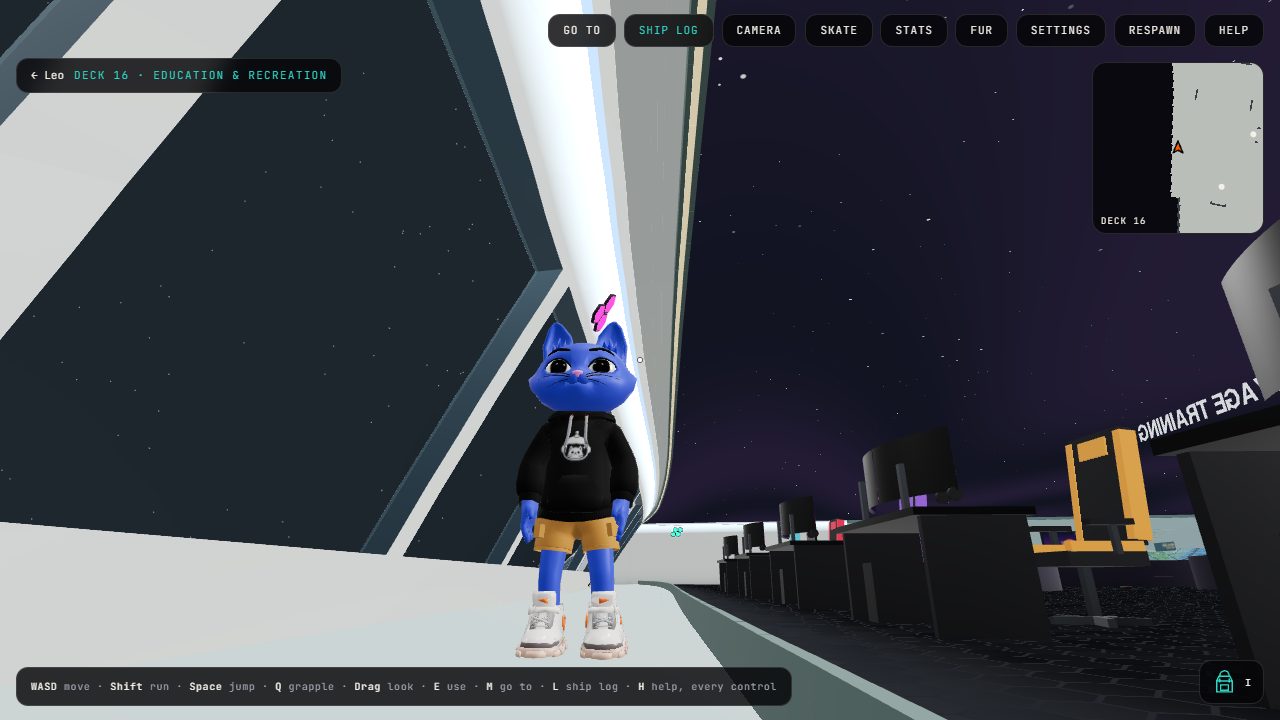 GO TO
SHIP LOG
CAMERA
SKATE
STATS
FUR
SETTINGS
RESPAWN
HELP
← Leo DECK 16 · EDUCATION & RECREATION
DECK 16
TRAINING
WASD move · Shift run · Space jump · Q grapple · Drag look · E use · M go to · L ship log · H help, every control
I